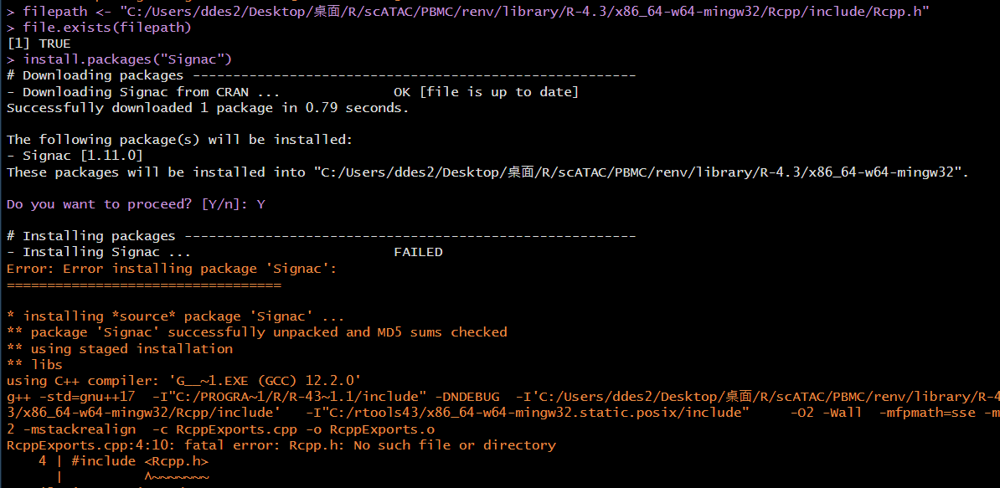 > filepath <- "C:/Users/ddes2/Desktop/桌面/R/scATAC/PBMC/renv/library/R-4.3/x86_64-w64-mingw32/Rcpp/include/Rcpp.h"
> file.exists(filepath)
[1] TRUE
> install.packages("Signac")
# Downloading packages -------------------------------------------------------
- Downloading Signac from CRAN ...              OK [file is up to date]
Successfully downloaded 1 package in 0.79 seconds.
The following package(s) will be installed:
- Signac [1.11.0]
These packages will be installed into "C:/Users/ddes2/Desktop/桌面/R/scATAC/PBMC/renv/library/R-4.3/x86_64-w64-mingw32".
Do you want to proceed? [Y/n]: Y
# Installing packages --------------------------------------------------------
- Installing Signac ...                         FAILED
Error: Error installing package 'Signac':
==================================
* installing *source* package 'Signac' ...
** package 'Signac' successfully unpacked and MD5 sums checked
** using staged installation
** libs
using C++ compiler: 'G__~1.EXE (GCC) 12.2.0'
g++ -std=gnu++17  -I"C:/PROGRA~1/R/R-43~1.1/include" -DNDEBUG  -I'C:/Users/ddes2/Desktop/桌面/R/scATAC/PBMC/renv/library/R-4
3/x86_64-w64-mingw32/Rcpp/include'   -I"C:/rtools43/x86_64-w64-mingw32.static.posix/include"     -O2 -Wall  -mfpmath=sse -m
2 -mstackrealign  -c RcppExports.cpp -o RcppExports.o
RcppExports.cpp:4:10: fatal error: Rcpp.h: No such file or directory
    4 | #include <Rcpp.h>
      |          ^~~~~~~~